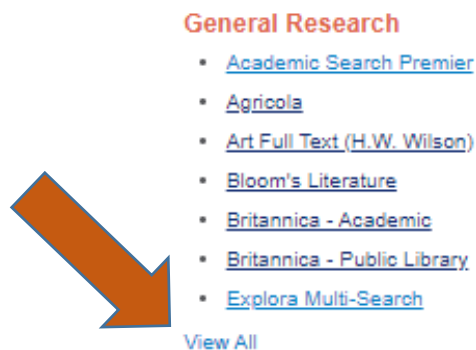 General Research
• Academic Search Premier
• Agricola
• Art Full Text (H.W. Wilson)
• Bloom's Literature
• Britannica - Academic
• Britannica - Public Library
• Explora Multi-Search
View All